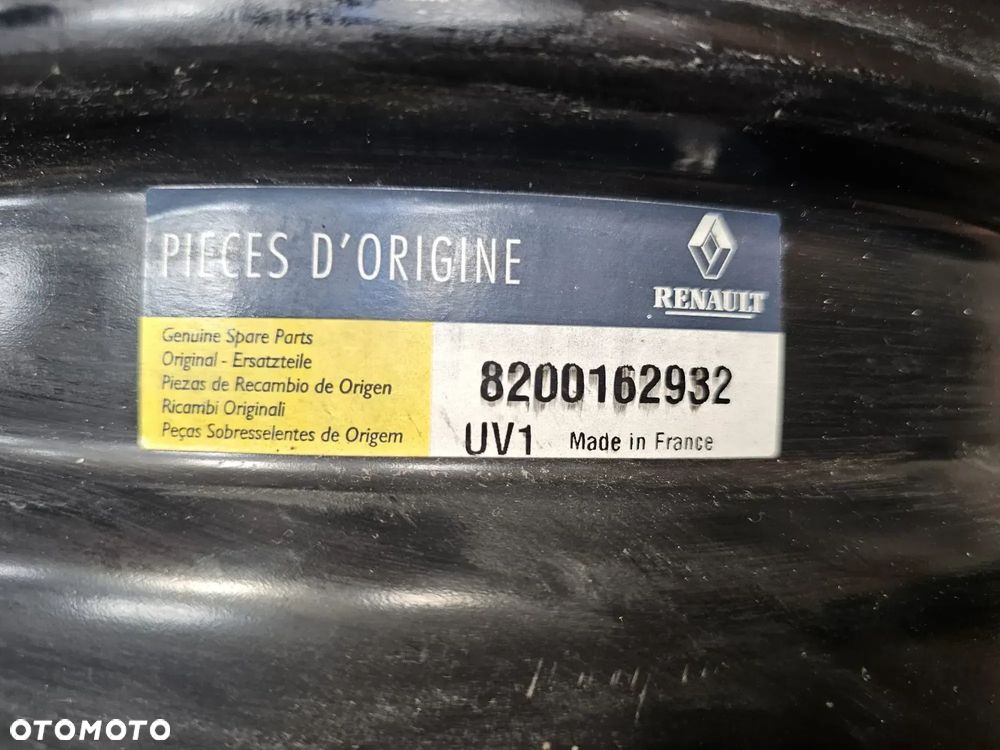 PIECES D'ORIGINE
RENAULT
Genuine Spare Parts
Original - Ersatzteile
Piezas de Recambio de Origen
Ricambi Originali
Peças Sobresselentes de Origem
8200162932
UV1 Made in France
OTOMOTO